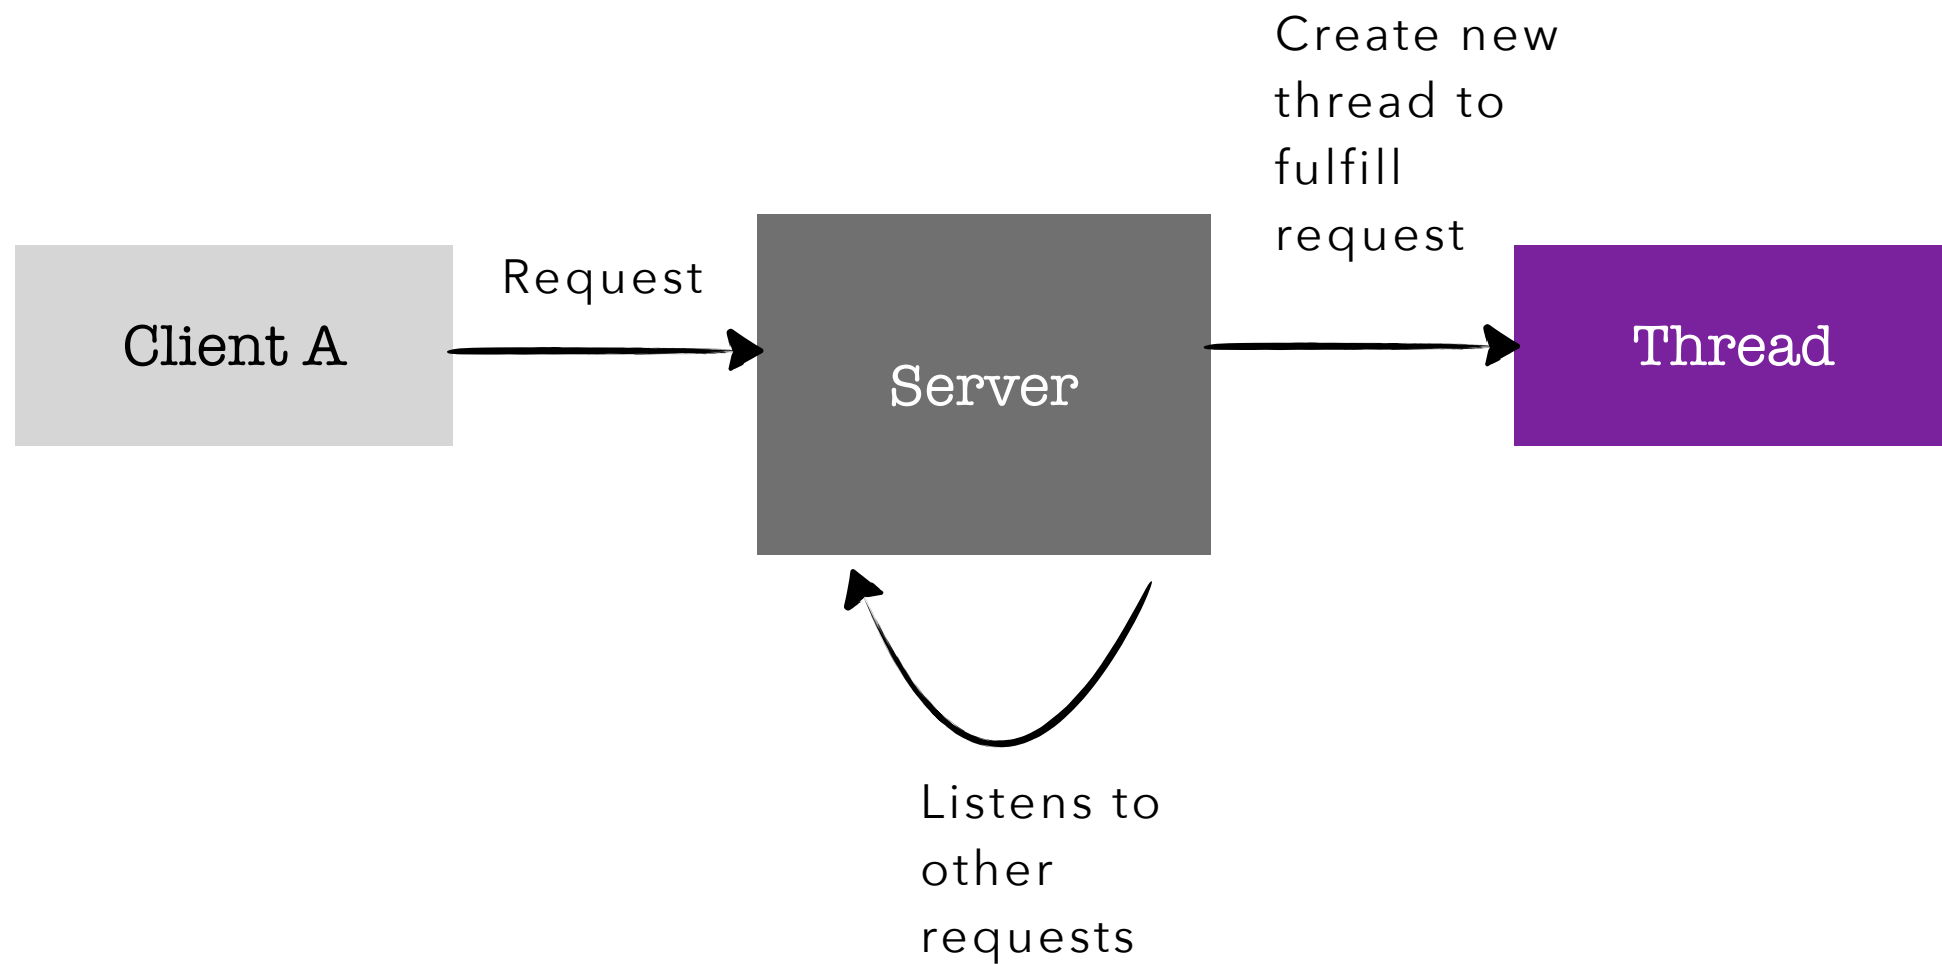 Create new
thread to
fulfill
request
Request
Client A
Server
Thread
Listens to
other
requests